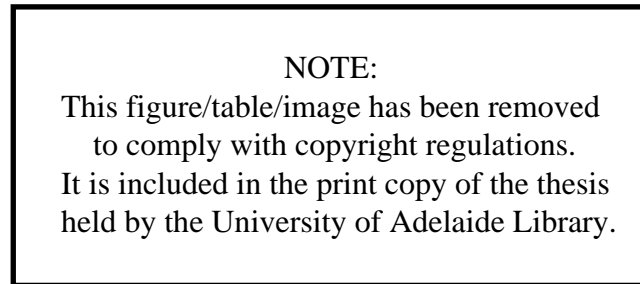 NOTE:
This figure/table/image has been removed
to comply with copyright regulations.
It is included in the print copy of the thesis
held by the University of Adelaide Library.